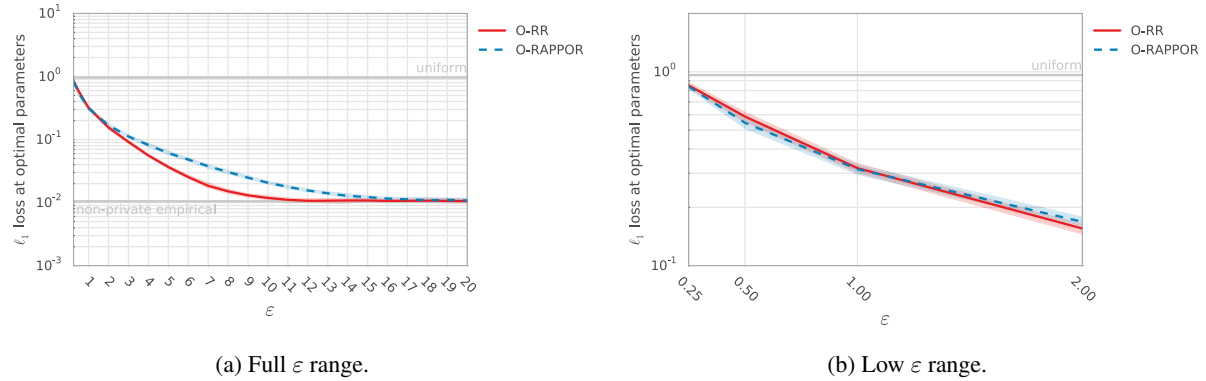 10^1
10^0
10^-1
10^-2
10^-3
ℓ1 loss at optimal parameters
uniform
non-private empirical
1 2 3 4 5 6 7 8 9 10 11 12 13 14 15 16 17 18 19 20
ε
O-RR
O-RAPPOR
(a) Full ε range.
10^0
10^-1
ℓ1 loss at optimal parameters
uniform
0.25 0.50 1.00 2.00
ε
O-RR
O-RAPPOR
(b) Low ε range.